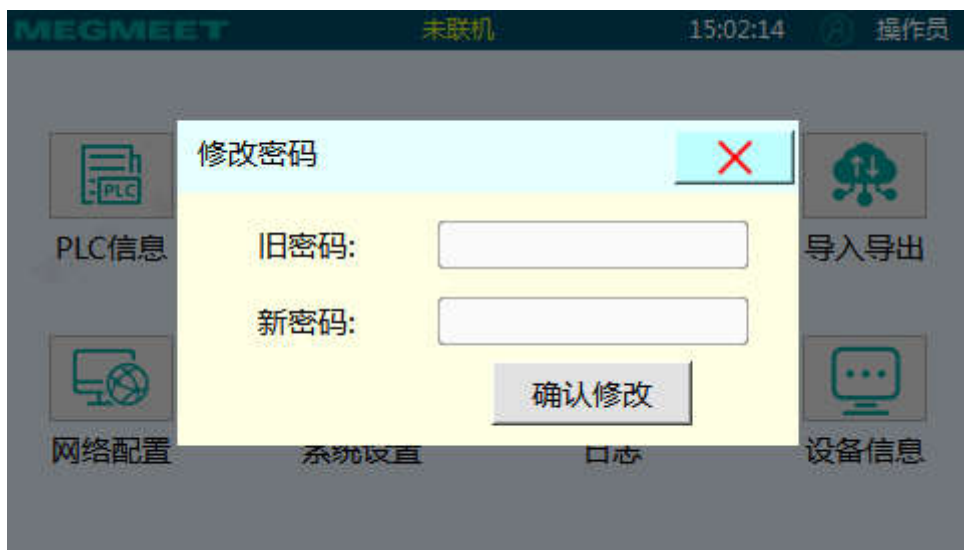 MEGMEET 未联机 15:02:14 操作员
修改密码
PLC
PLC信息
旧密码:
导入导出
新密码:
确认修改
网络配置 系统设置 日志 设备信息